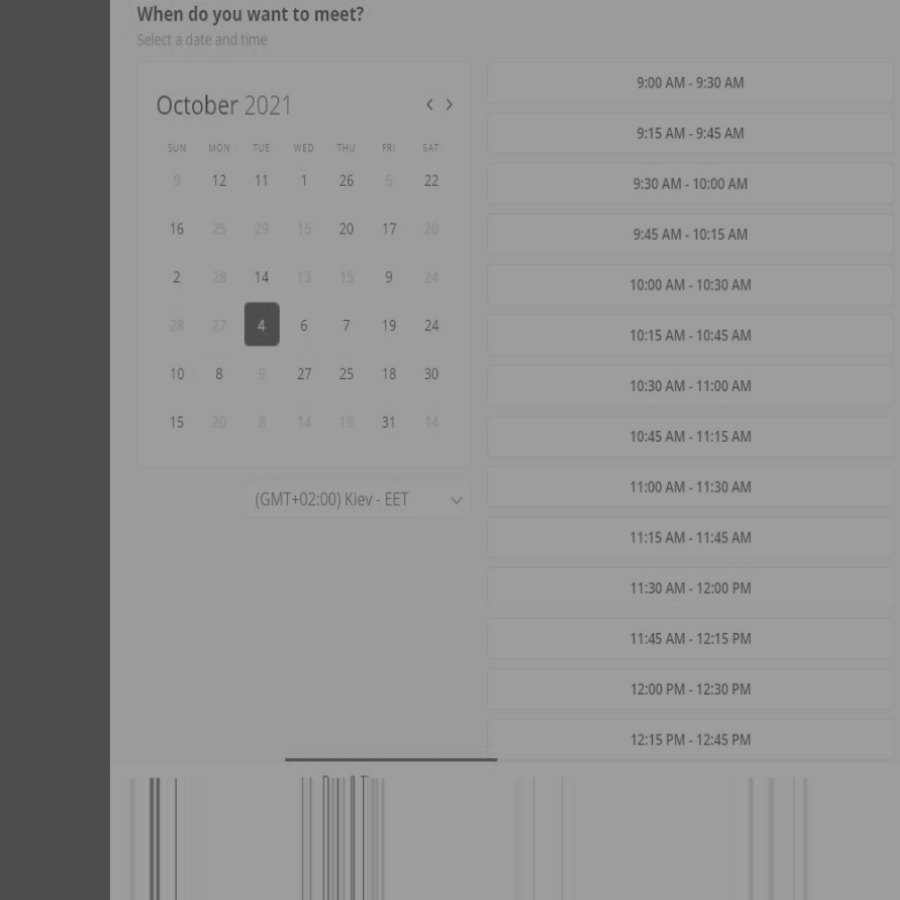 When do you want to meet?
Select a date and time
October 2021
SUN MON TUE WED THU FRI SAT
9 12 11 1 26 5 22
16 25 29 15 20 17 20
2 28 14 13 15 9 24
28 27 4 6 7 19 24
10 8 9 27 25 18 30
15 20 8 14 19 31 14
(GMT+02:00) Kiev - EET
9:00 AM - 9:30 AM
9:15 AM - 9:45 AM
9:30 AM - 10:00 AM
9:45 AM - 10:15 AM
10:00 AM - 10:30 AM
10:15 AM - 10:45 AM
10:30 AM - 11:00 AM
10:45 AM - 11:15 AM
11:00 AM - 11:30 AM
11:15 AM - 11:45 AM
11:30 AM - 12:00 PM
11:45 AM - 12:15 PM
12:00 PM - 12:30 PM
12:15 PM - 12:45 PM